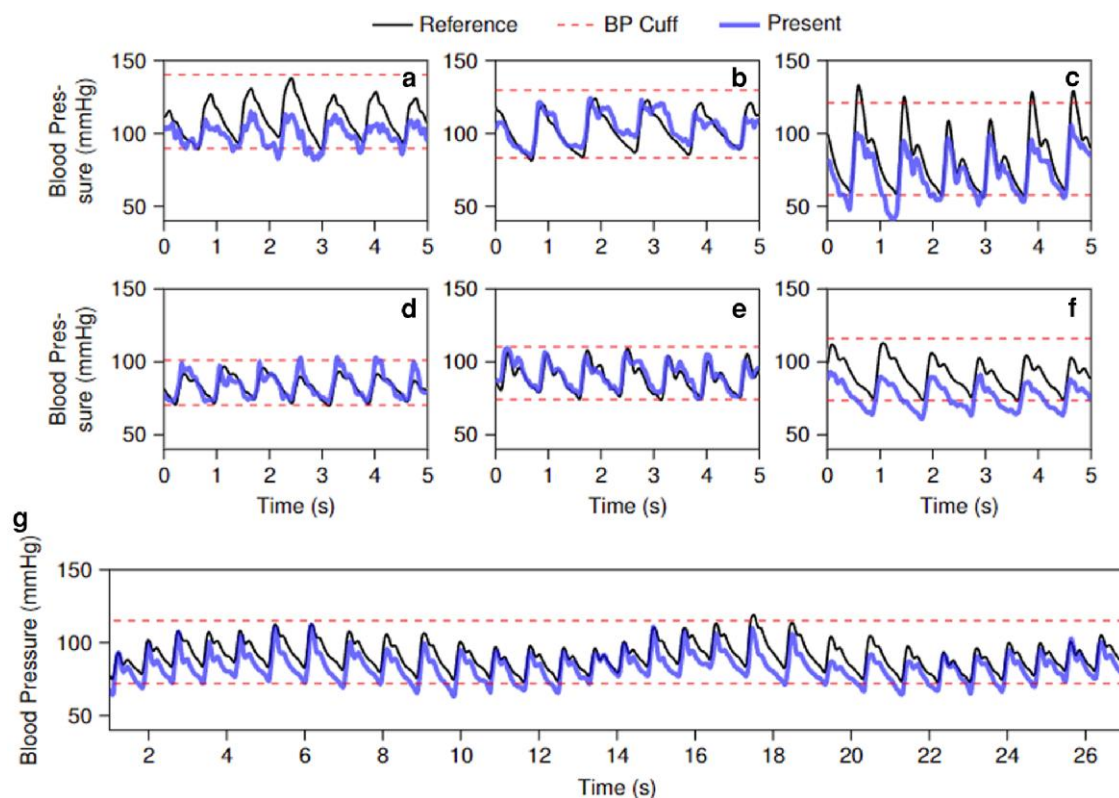 Reference BP Cuff Present
150 a 150 b 150 c
100 100 100
50 50 50
Blood Pres-
sure (mmHg)
0 1 2 3 4 5 0 1 2 3 4 5 0 1 2 3 4 5
150 d 150 e 150 f
100 100 100
50 50 50
Blood Pres-
sure (mmHg)
0 1 2 3 4 5 0 1 2 3 4 5 0 1 2 3 4 5
Time (s) Time (s) Time (s)
g
150
100
50
Blood Pressure (mmHg)
2 4 6 8 10 12 14 16 18 20 22 24 26
Time (s)